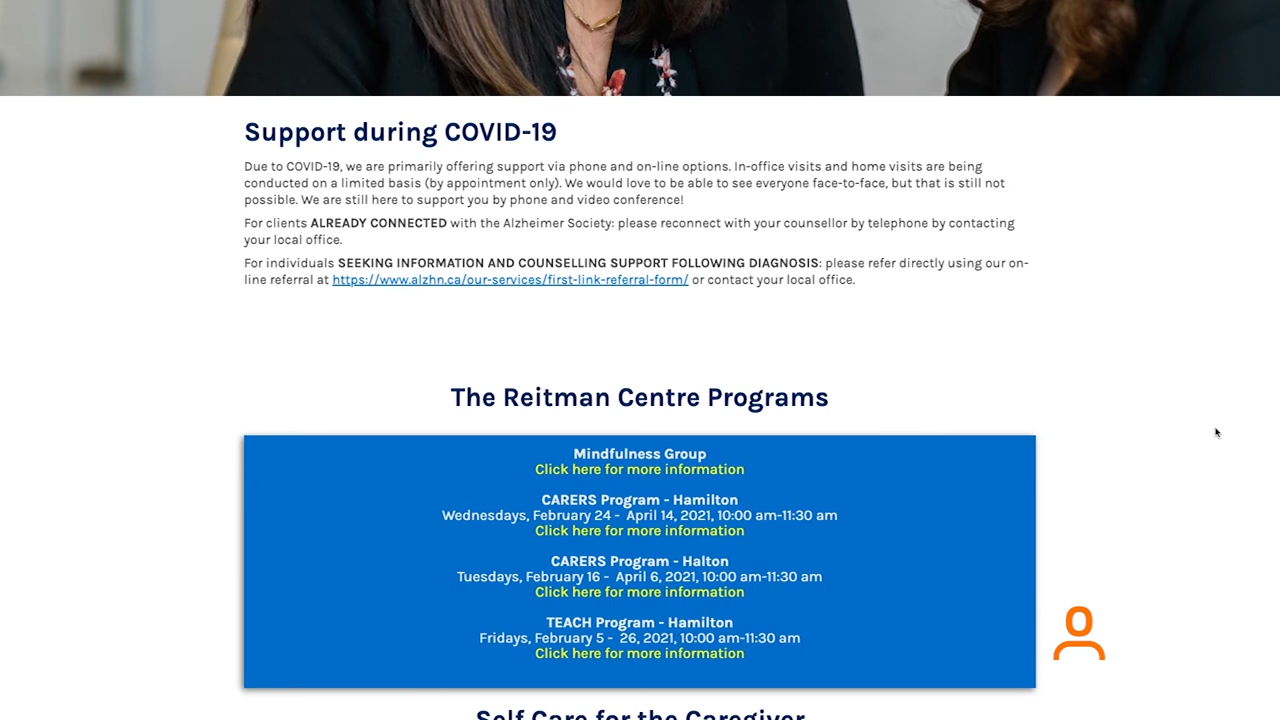 Support during COVID-19
Due to COVID-19, we are primarily offering support via phone and on-line options. In-office visits and home visits are being
conducted on a limited basis (by appointment only). We would love to be able to see everyone face-to-face, but that is still not
possible. We are still here to support you by phone and video conference!
For clients ALREADY CONNECTED with the Alzheimer Society: please reconnect with your counsellor by telephone by contacting
your local office.
For individuals SEEKING INFORMATION AND COUNSELLING SUPPORT FOLLOWING DIAGNOSIS: please refer directly using our on-
line referral at https://www.alzhn.ca/our-services/first-link-referral-form/ or contact your local office.
The Reitman Centre Programs
Mindfulness Group
Click here for more information
CARERS Program - Hamilton
Wednesdays, February 24 - April 14, 2021, 10:00 am-11:30 am
Click here for more information
CARERS Program - Halton
Tuesdays, February 16 - April 6, 2021, 10:00 am-11:30 am
Click here for more information
TEACH Program - Hamilton
Fridays, February 5 - 26, 2021, 10:00 am-11:30 am
Click here for more information
Self Care for the Caregiver